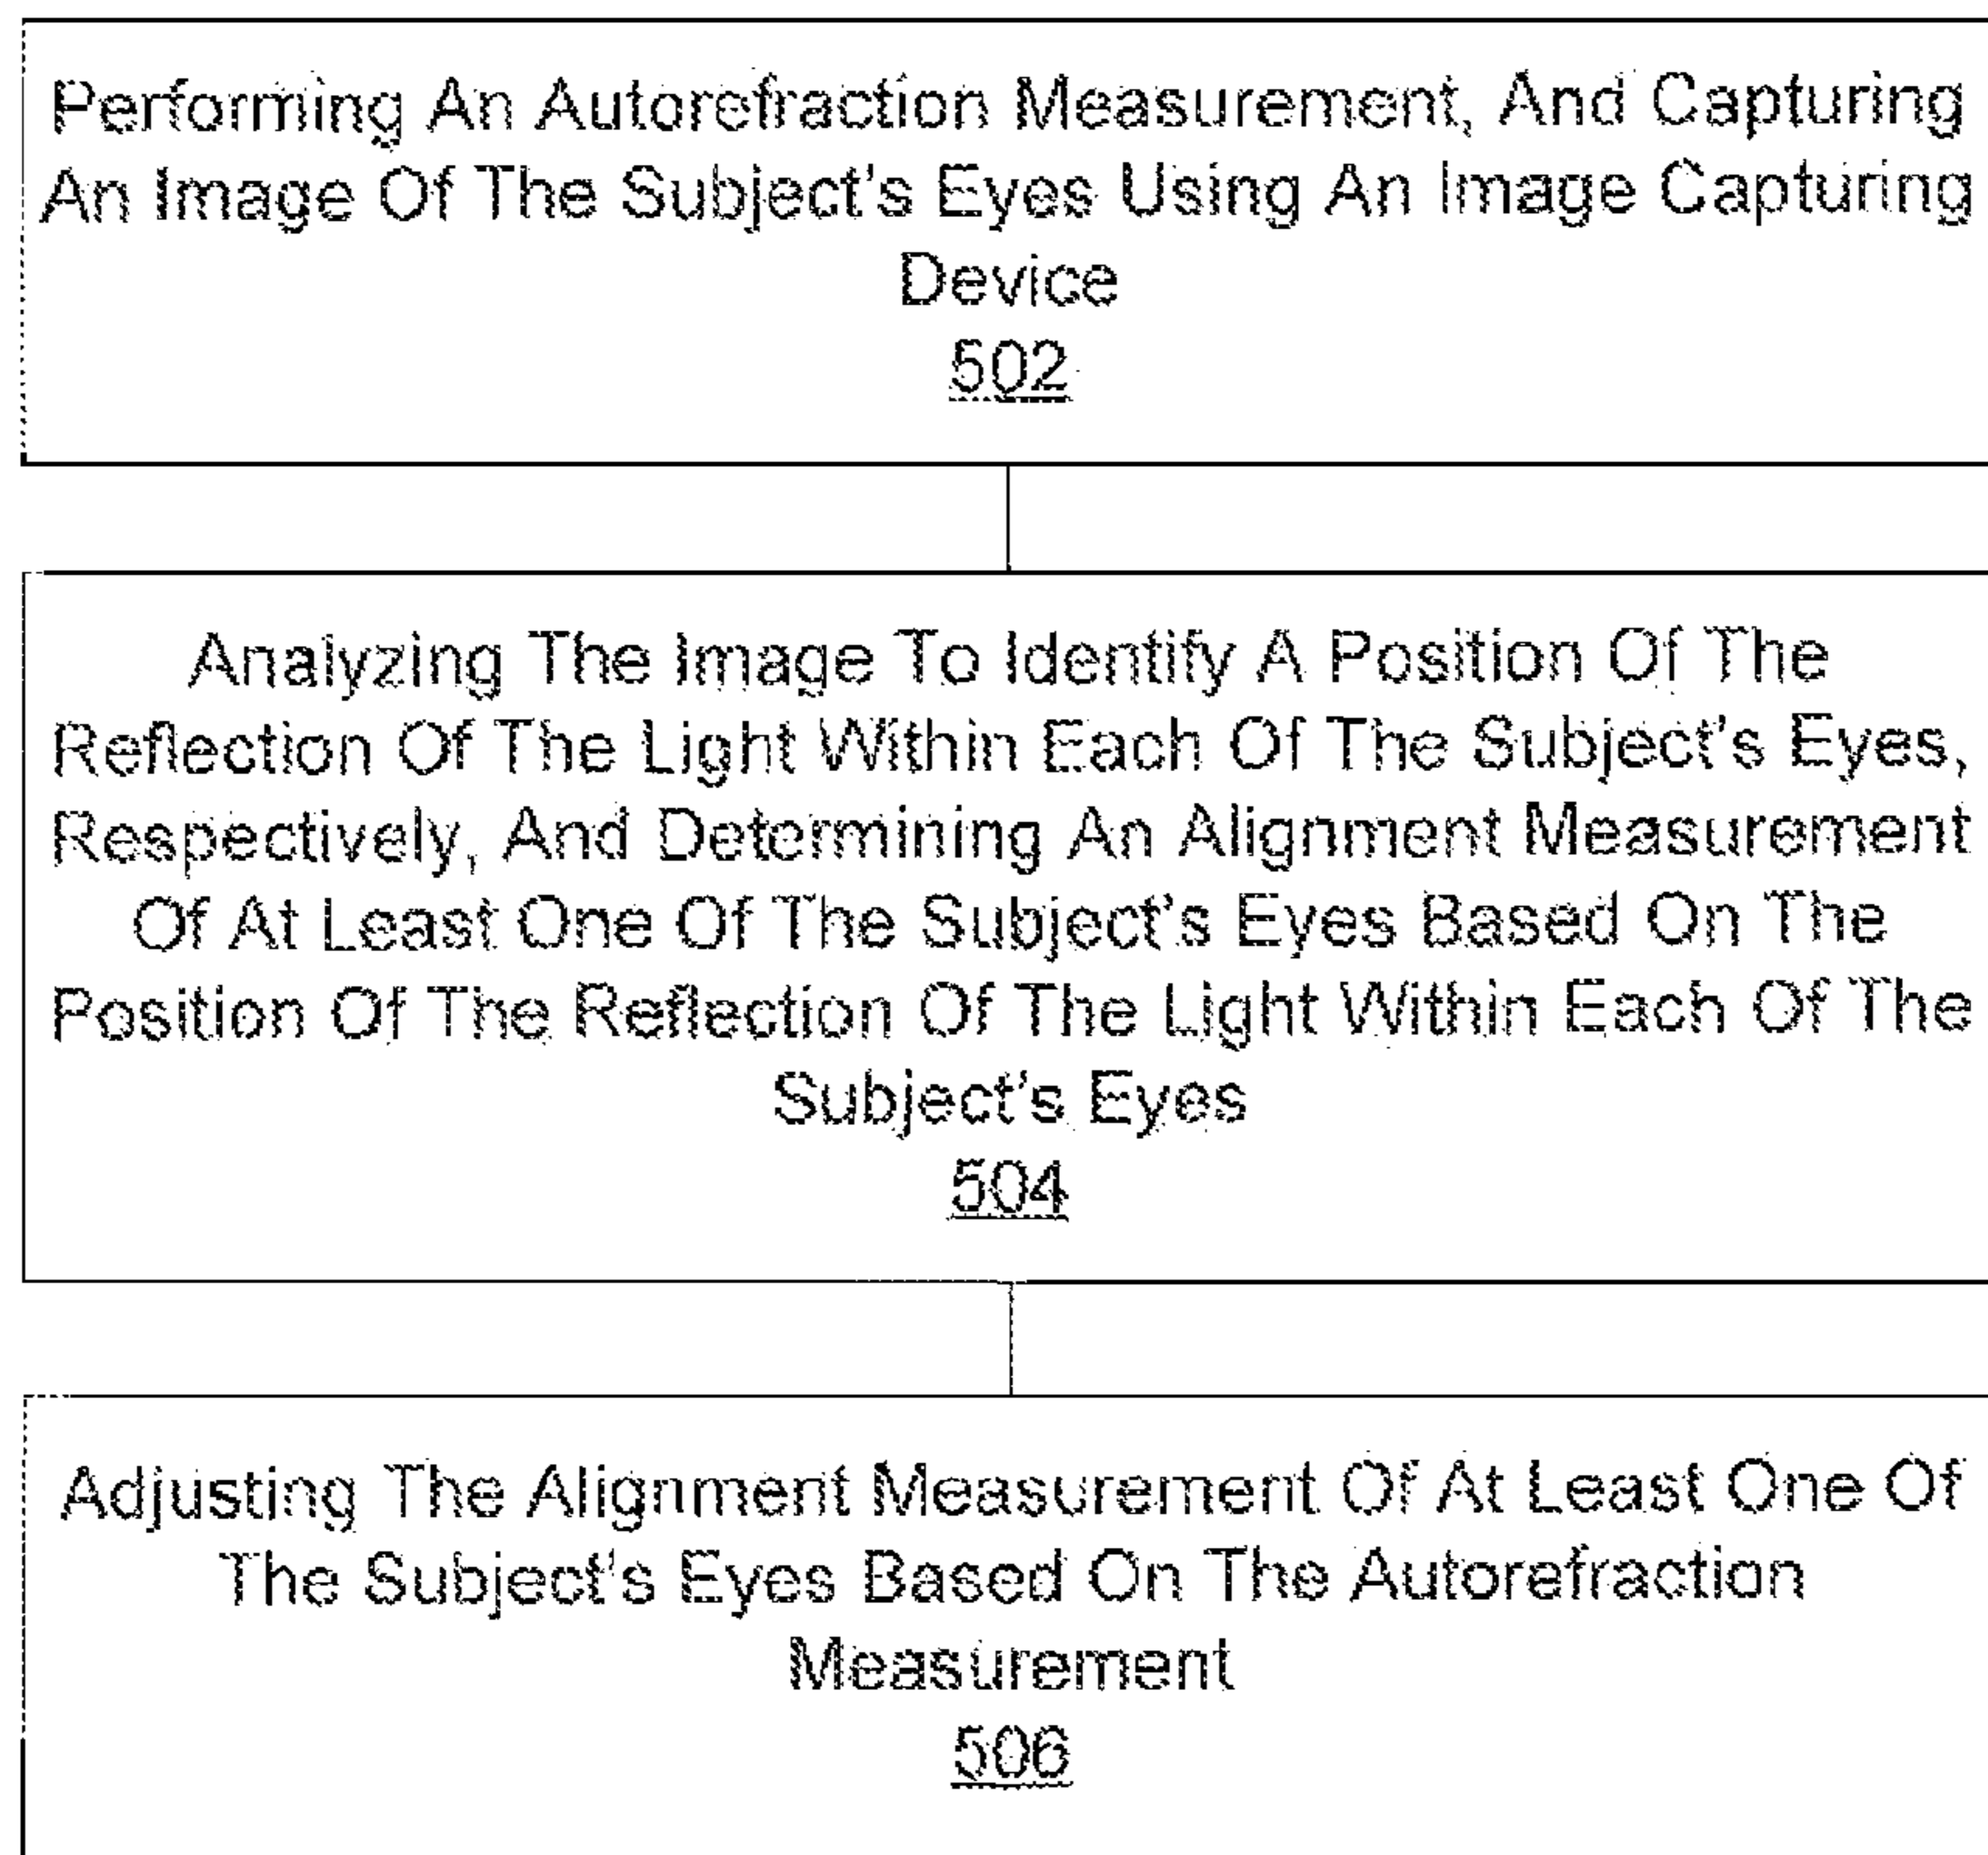 Performing An Autorefraction Measurement, And Capturing
An Image Of The Subject's Eyes Using An Image Capturing
Device
502
Analyzing The Image To Identify A Position Of The
Reflection Of The Light Within Each Of The Subject's Eyes,
Respectively, And Determining An Alignment Measurement
Of At Least One Of The Subject's Eyes Based On The
Position Of The Reflection Of The Light Within Each Of The
Subject's Eyes
504
Adjusting The Alignment Measurement Of At Least One Of
The Subject's Eyes Based On The Autorefraction
Measurement
506